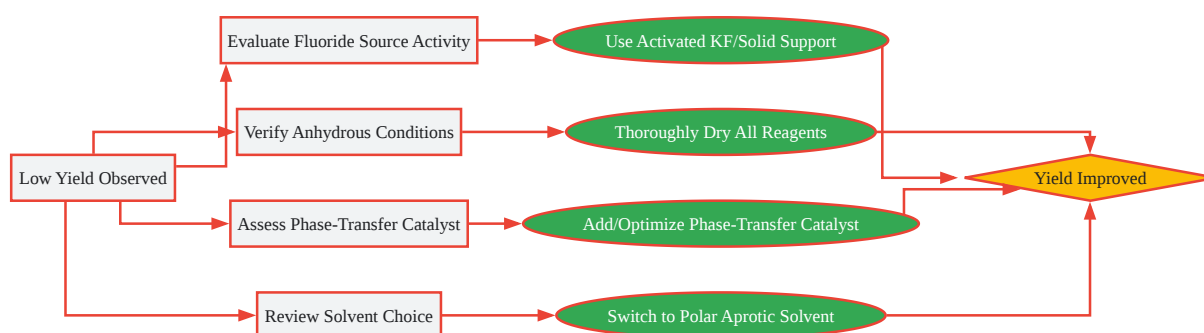 Evaluate Fluoride Source Activity
Use Activated KF/Solid Support
Verify Anhydrous Conditions
Thoroughly Dry All Reagents
Low Yield Observed
Yield Improved
Assess Phase-Transfer Catalyst
Add/Optimize Phase-Transfer Catalyst
Review Solvent Choice
Switch to Polar Aprotic Solvent